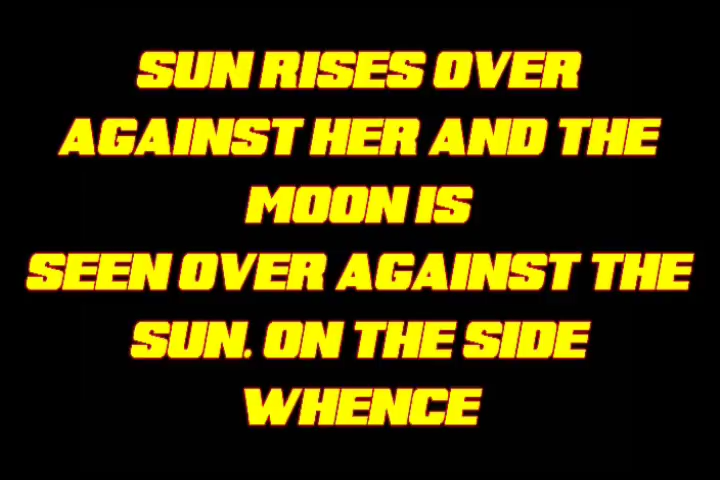 SUN RISES OVER
AGAINST HER AND THE
MOON IS
SEEN OVER AGAINST THE
SUN. ON THE SIDE
WHENCE